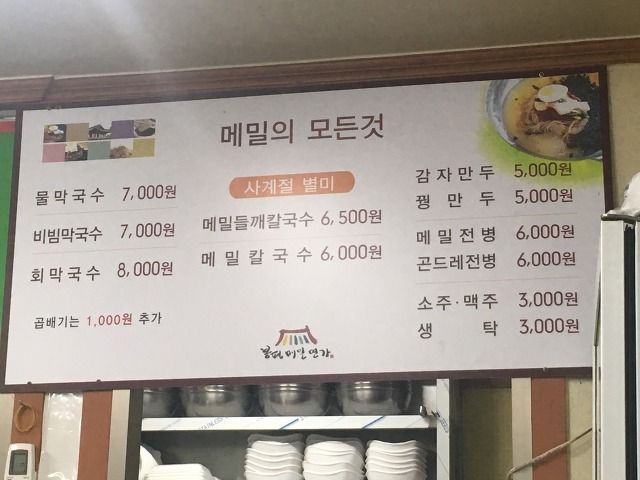 메밀의 모든것
물막국수 7,000원
비빔막국수 7,000원
회막국수 8,000원
곱배기는 1,000원 추가
사계절 별미
메밀들깨칼국수 6,500원
메밀칼국수 6,000원
감자만두 5,000원
꿩만두 5,000원
메밀전병 6,000원
곤드레전병 6,000원
소주·맥주 3,000원
생탁 3,000원
봉평메밀명가